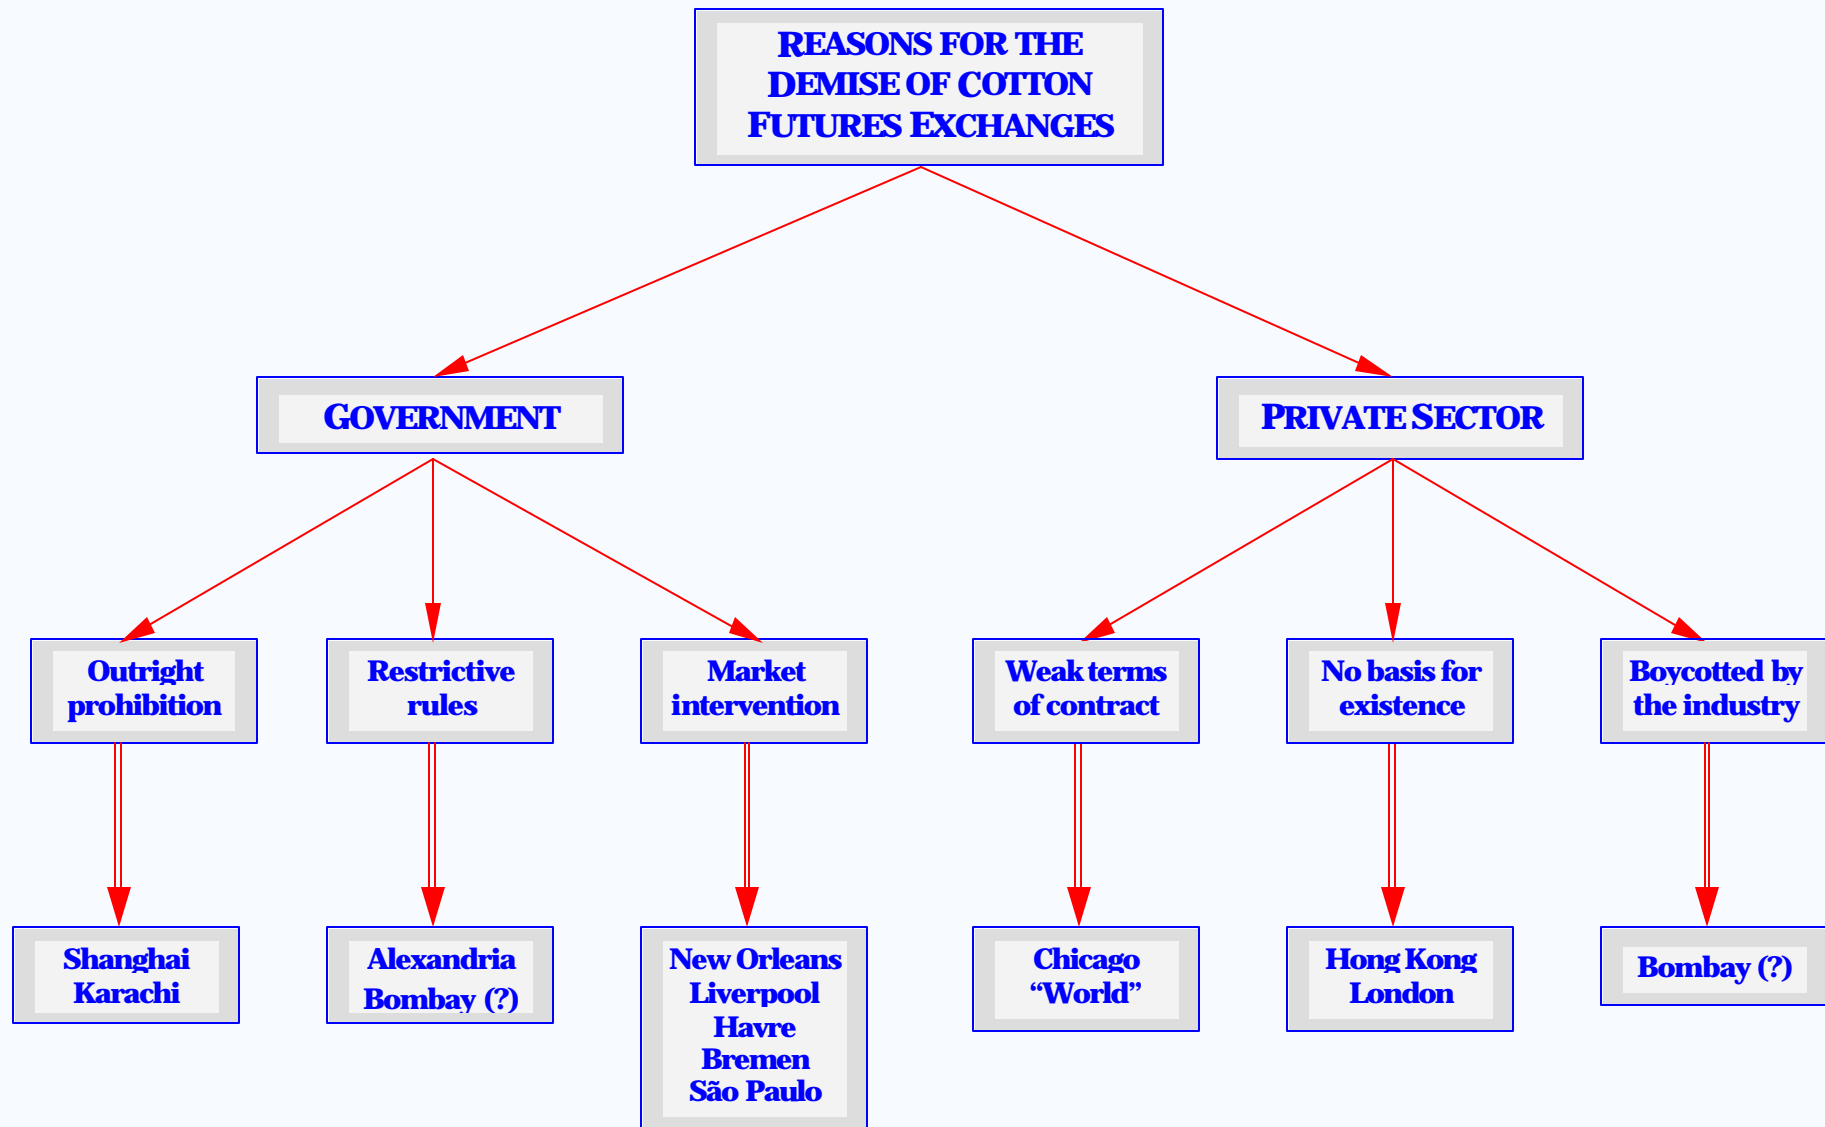 REASONS FOR THE
DEMISE OF COTTON
FUTURES EXCHANGES
GOVERNMENT
PRIVATE SECTOR
Outright
prohibition
Restrictive
rules
Market
intervention
Weak terms
of contract
No basis for
existence
Boycotted by
the industry
Shanghai
Karachi
Alexandria
Bombay (?)
New Orleans
Liverpool
Havre
Bremen
São Paulo
Chicago
“World”
Hong Kong
London
Bombay (?)